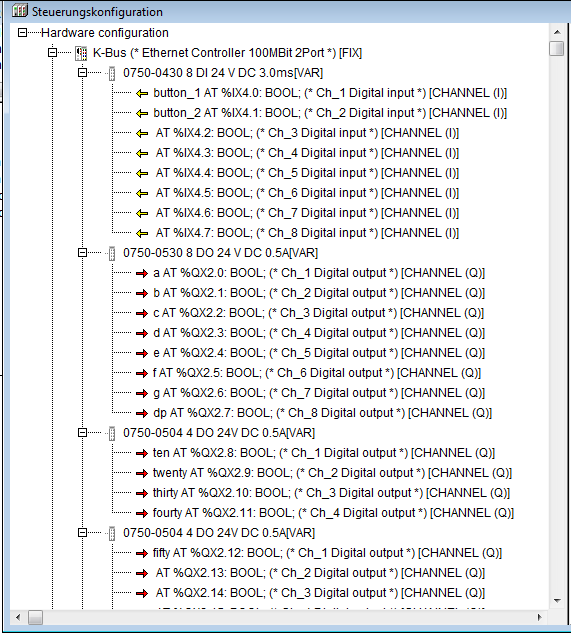 Steuerungskonfiguration
Hardware configuration
K-Bus (* Ethernet Controller 100MBit 2Port *) [FIX]
0750-0430 8 DI 24 V DC 3.0ms[VAR]
button_1 AT %IX4.0: BOOL; (* Ch_1 Digital input *) [CHANNEL (I)]
button_2 AT %IX4.1: BOOL; (* Ch_2 Digital input *) [CHANNEL (I)]
AT %IX4.2: BOOL; (* Ch_3 Digital input *) [CHANNEL (I)]
AT %IX4.3: BOOL; (* Ch_4 Digital input *) [CHANNEL (I)]
AT %IX4.4: BOOL; (* Ch_5 Digital input *) [CHANNEL (I)]
AT %IX4.5: BOOL; (* Ch_6 Digital input *) [CHANNEL (I)]
AT %IX4.6: BOOL; (* Ch_7 Digital input *) [CHANNEL (I)]
AT %IX4.7: BOOL; (* Ch_8 Digital input *) [CHANNEL (I)]
0750-0530 8 DO 24 V DC 0.5A[VAR]
a AT %QX2.0: BOOL; (* Ch_1 Digital output *) [CHANNEL (Q)]
b AT %QX2.1: BOOL; (* Ch_2 Digital output *) [CHANNEL (Q)]
c AT %QX2.2: BOOL; (* Ch_3 Digital output *) [CHANNEL (Q)]
d AT %QX2.3: BOOL; (* Ch_4 Digital output *) [CHANNEL (Q)]
e AT %QX2.4: BOOL; (* Ch_5 Digital output *) [CHANNEL (Q)]
f AT %QX2.5: BOOL; (* Ch_6 Digital output *) [CHANNEL (Q)]
g AT %QX2.6: BOOL; (* Ch_7 Digital output *) [CHANNEL (Q)]
dp AT %QX2.7: BOOL; (* Ch_8 Digital output *) [CHANNEL (Q)]
0750-0504 4 DO 24V DC 0.5A[VAR]
ten AT %QX2.8: BOOL; (* Ch_1 Digital output *) [CHANNEL (Q)]
twenty AT %QX2.9: BOOL; (* Ch_2 Digital output *) [CHANNEL (Q)]
thirty AT %QX2.10: BOOL; (* Ch_3 Digital output *) [CHANNEL (Q)]
fourty AT %QX2.11: BOOL; (* Ch_4 Digital output *) [CHANNEL (Q)]
0750-0504 4 DO 24V DC 0.5A[VAR]
fifty AT %QX2.12: BOOL; (* Ch_1 Digital output *) [CHANNEL (Q)]
AT %QX2.13: BOOL; (* Ch_2 Digital output *) [CHANNEL (Q)]
AT %QX2.14: BOOL; (* Ch_3 Digital output *) [CHANNEL (Q)]